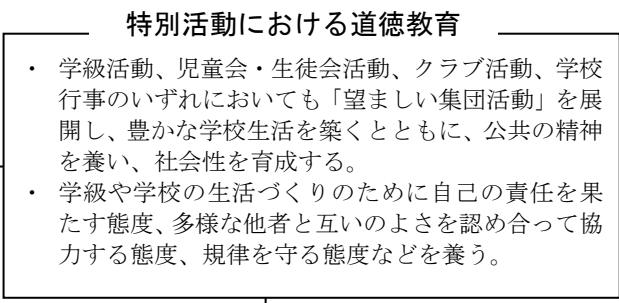 特別活動における道徳教育
・ 学級活動、児童会・生徒会活動、クラブ活動、学校
行事のいずれにおいても「望ましい集団活動」を展
開し、豊かな学校生活を築くとともに、公共の精神
を養い、社会性を育成する。
・ 学級や学校の生活づくりのために自己の責任を果
たす態度、多様な他者と互いのよさを認め合って協
力する態度、規律を守る態度などを養う。